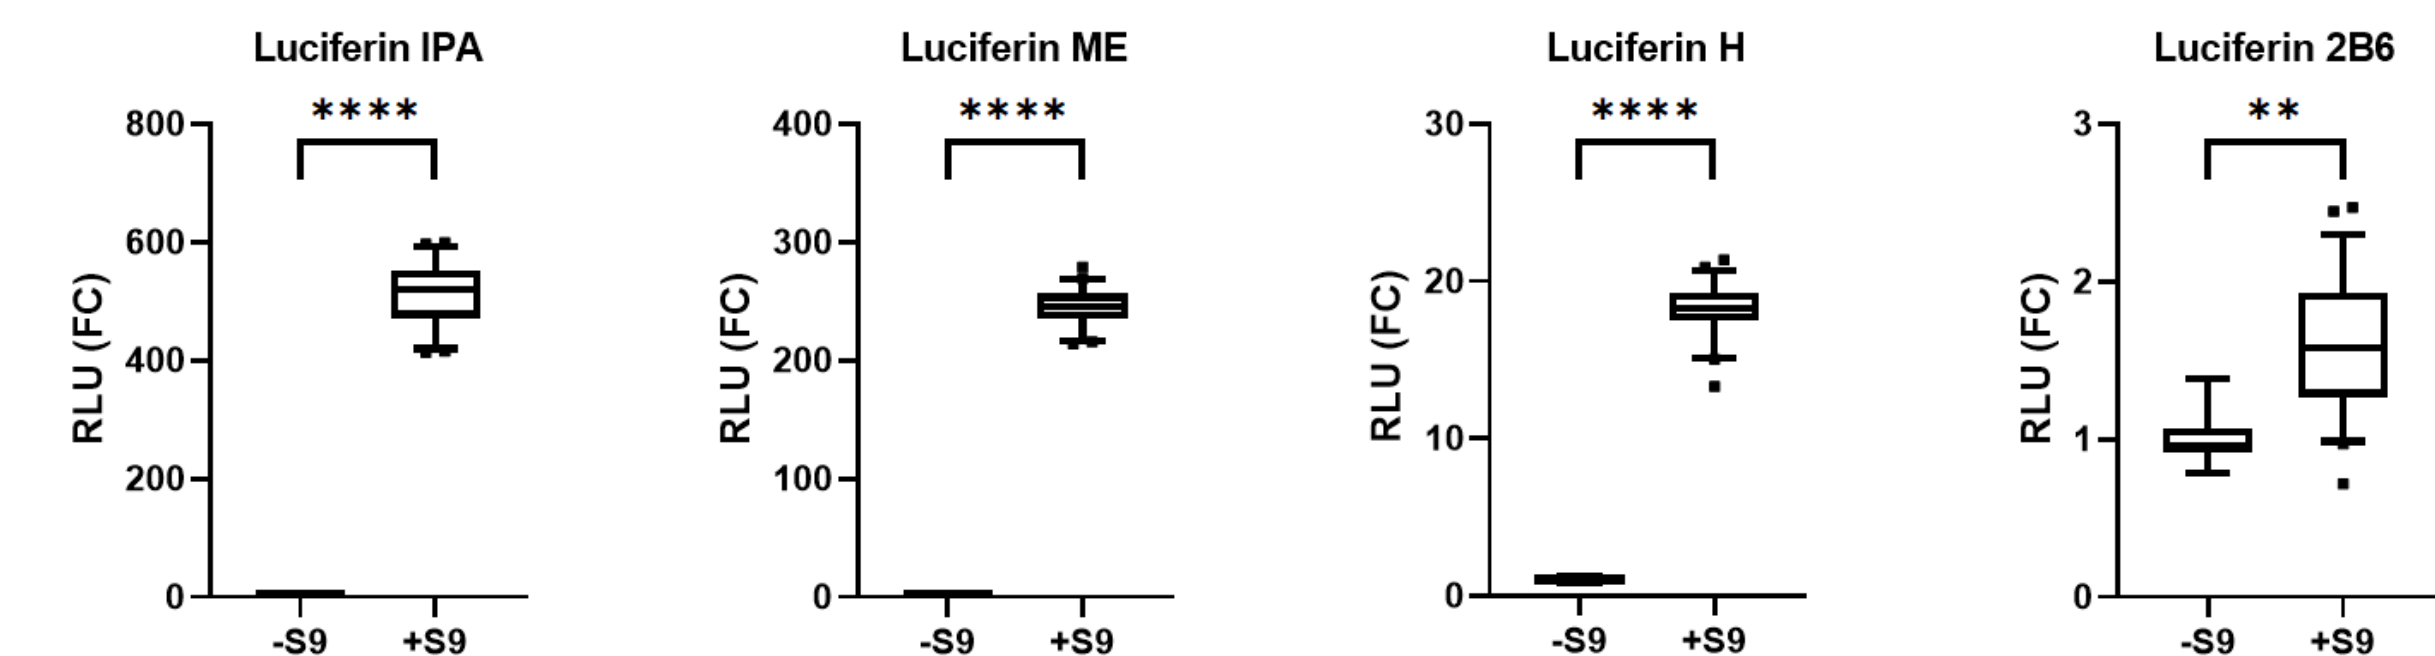 Luciferin IPA
****
800
600
400
200
0
RLU (FC)
-S9 +S9
Luciferin ME
****
400
300
200
100
0
RLU (FC)
-S9 +S9
Luciferin H
****
30
20
10
0
RLU (FC)
-S9 +S9
Luciferin 2B6
**
3
2
1
0
RLU (FC)
-S9 +S9